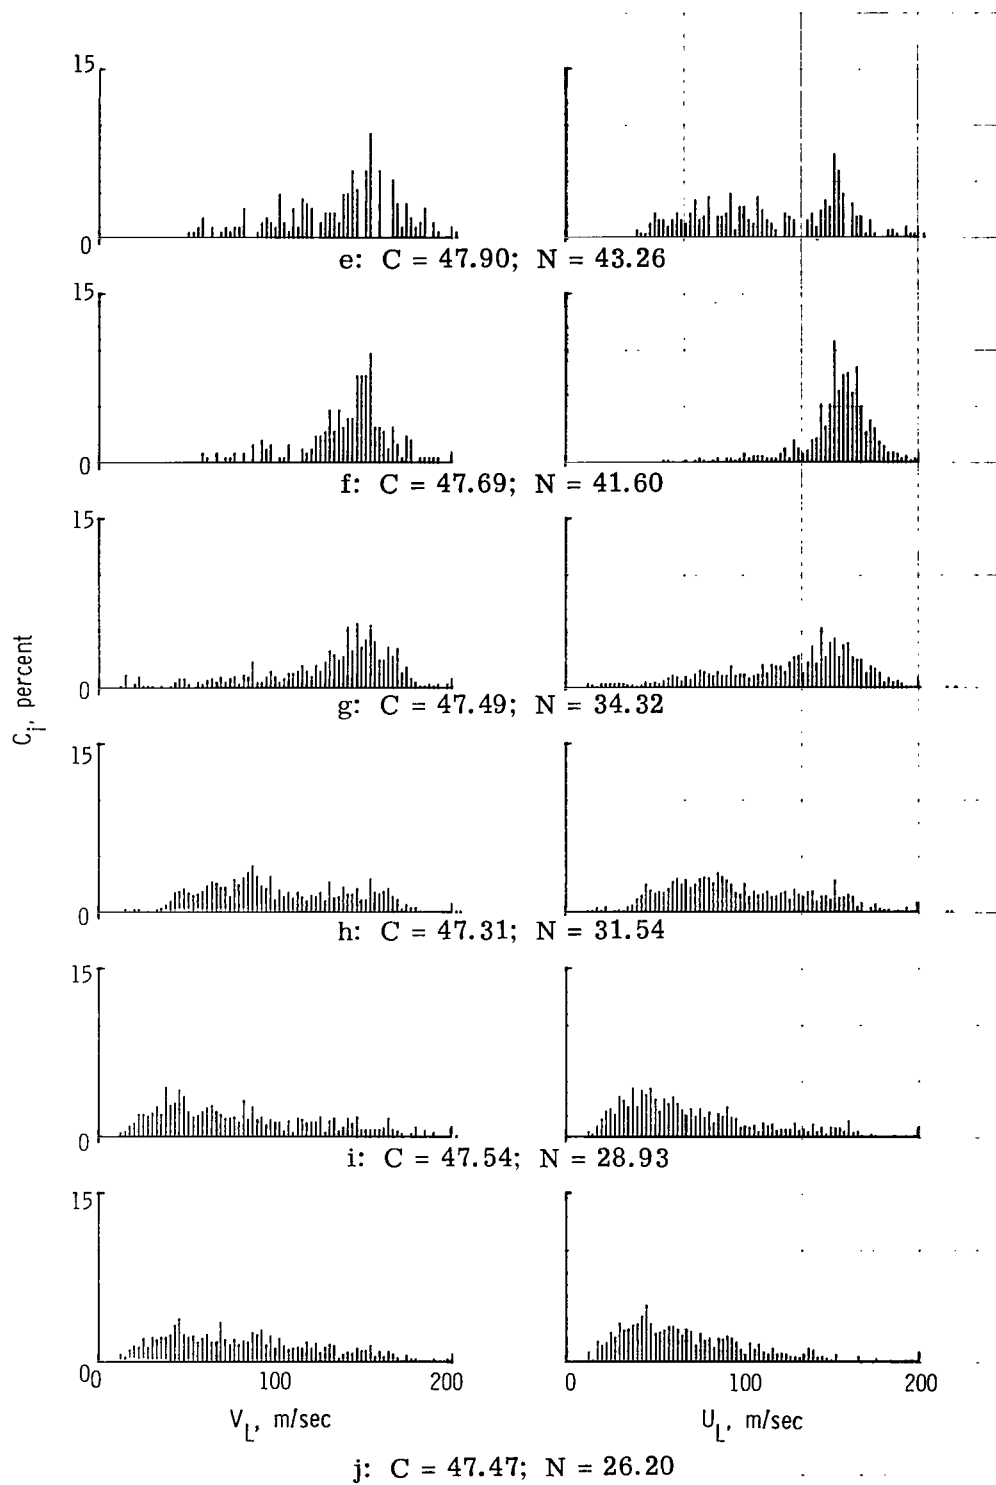 15
0
e: C = 47.90; N = 43.26
15
0
f: C = 47.69; N = 41.60
15
0
g: C = 47.49; N = 34.32
C_i, percent
15
0
h: C = 47.31; N = 31.54
15
0
i: C = 47.54; N = 28.93
15
0 0 100 200 0 100 200
V_L, m/sec U_L, m/sec
j: C = 47.47; N = 26.20